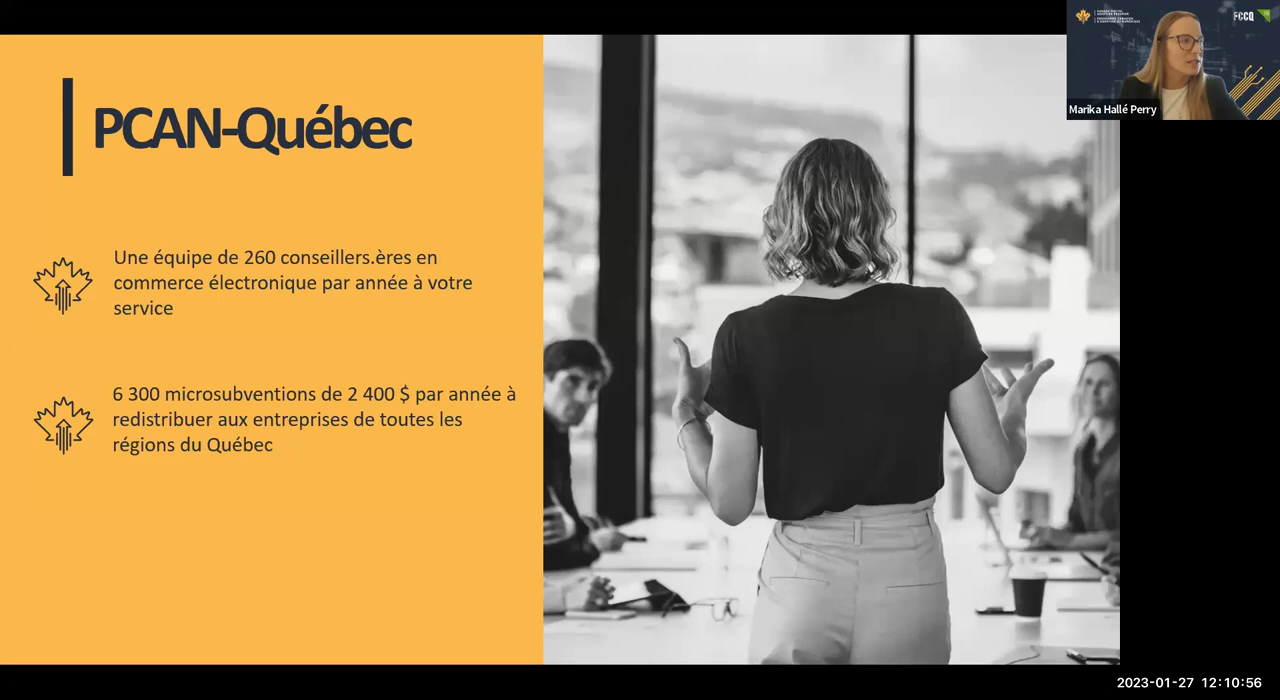 PCAN-Québec
Une équipe de 260 conseillers.ères en
commerce électronique par année à votre
service
6 300 microsubventions de 2 400 $ par année à
redistribuer aux entreprises de toutes les
régions du Québec
FCCQ
Marika Hallé Perry
2023-01-27 12:10:56